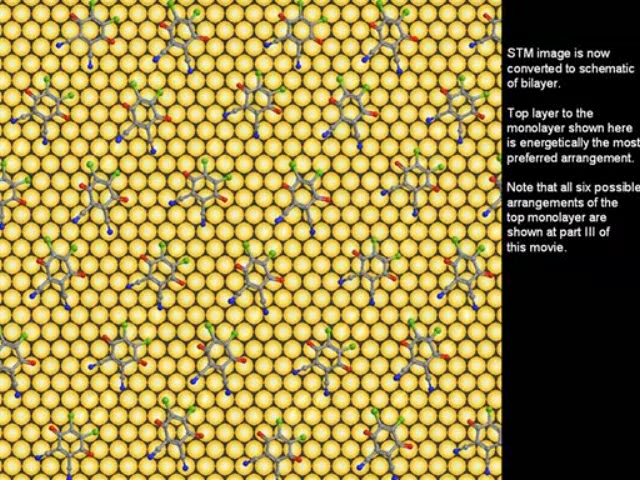 STM image is now
converted to schematic
of bilayer.
Top layer to the
monolayer shown here
is energetically the most
preferred arrangement.
Note that all six possible
arrangements of the
top monolayer are
shown at part III of
this movie.